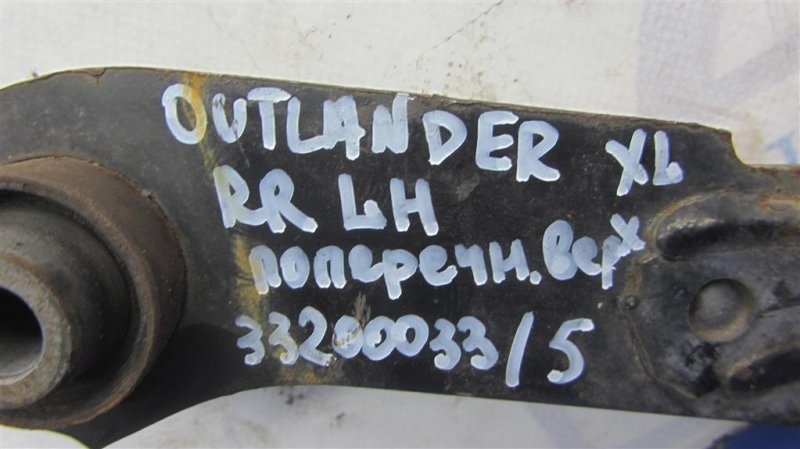 OUTLANDER XL
RR LH
поперечн. верх
33200033/5